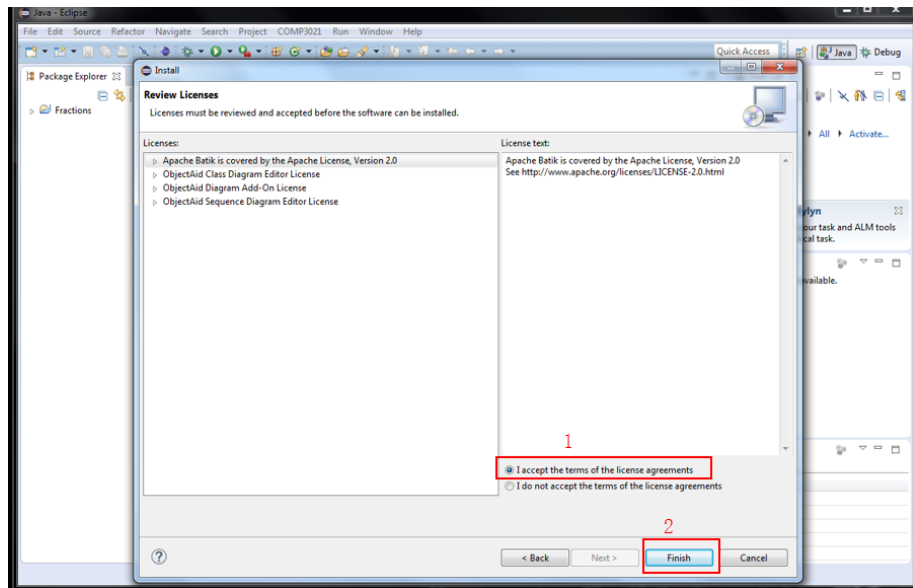 Java - Eclipse
File Edit Source Refactor Navigate Search Project COMP3021 Run Window Help
Quick Access
Java
Debug
Package Explorer
Fractions
Install
Review Licenses
Licenses must be reviewed and accepted before the software can be installed.
Licenses:
Apache Batik is covered by the Apache License, Version 2.0
ObjectAid Class Diagram Editor License
ObjectAid Diagram Add-On License
ObjectAid Sequence Diagram Editor License
License text:
Apache Batik is covered by the Apache License, Version 2.0
See http://www.apache.org/licenses/LICENSE-2.0.html
1
I accept the terms of the license agreements
I do not accept the terms of the license agreements
2
< Back
Next >
Finish
Cancel
All
Activate...
ylyn
our task and ALM tools
cal task.
available.